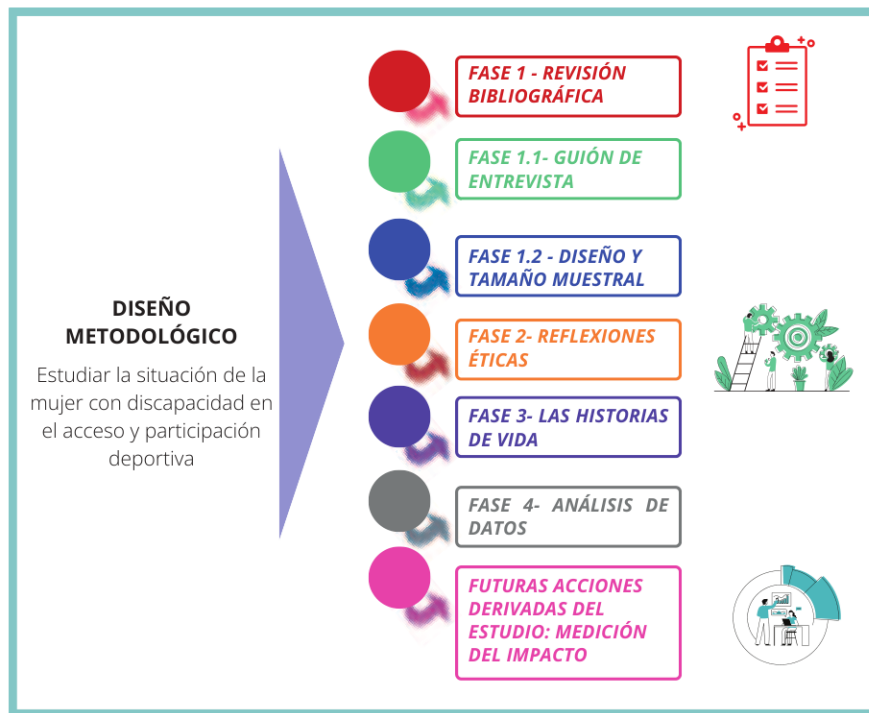 DISEÑO
METODOLÓGICO
Estudiar la situación de la
mujer con discapacidad en
el acceso y participación
deportiva
FASE 1 - REVISIÓN
BIBLIOGRÁFICA
FASE 1.1- GUIÓN DE
ENTREVISTA
FASE 1.2 - DISEÑO Y
TAMAÑO MUESTRAL
FASE 2- REFLEXIONES
ÉTICAS
FASE 3- LAS HISTORIAS
DE VIDA
FASE 4- ANÁLISIS DE
DATOS
FUTURAS ACCIONES
DERIVADAS DEL
ESTUDIO: MEDICIÓN
DEL IMPACTO